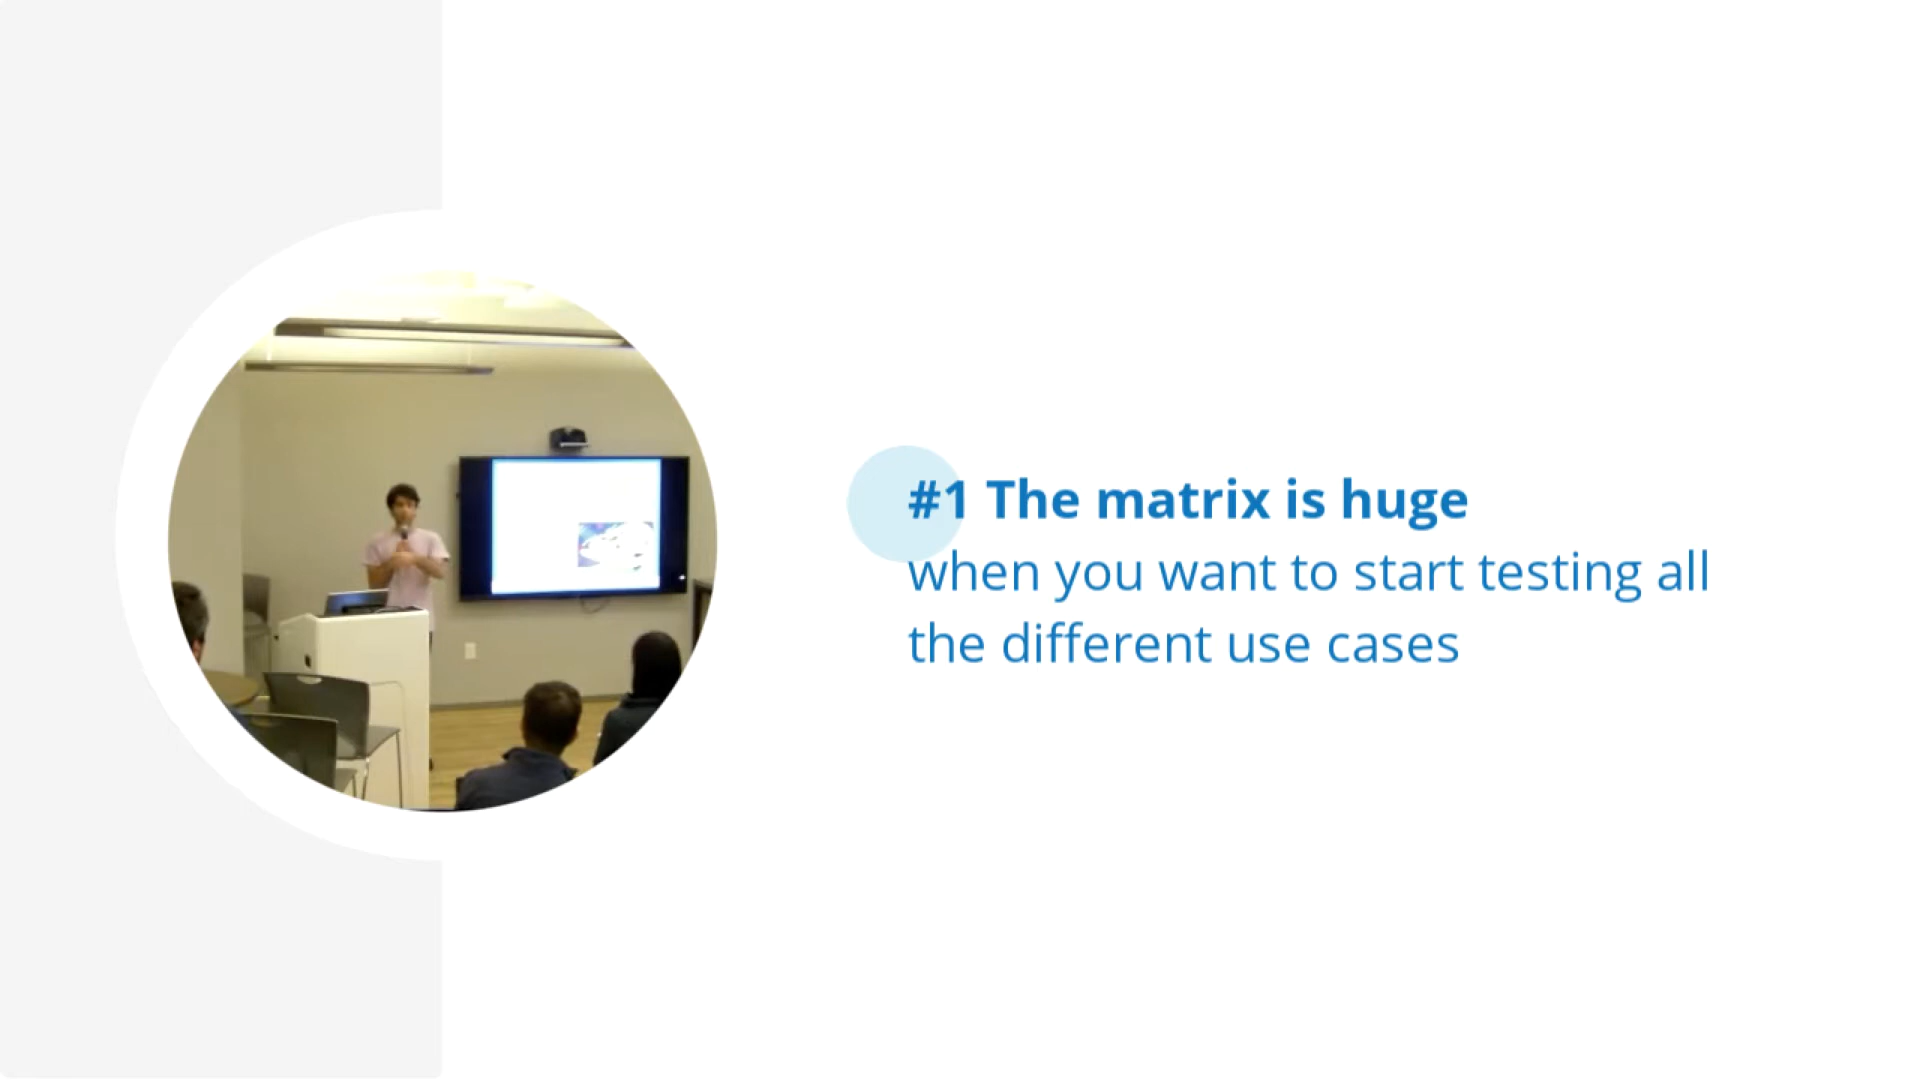 #1 The matrix is huge
when you want to start testing all
the different use cases